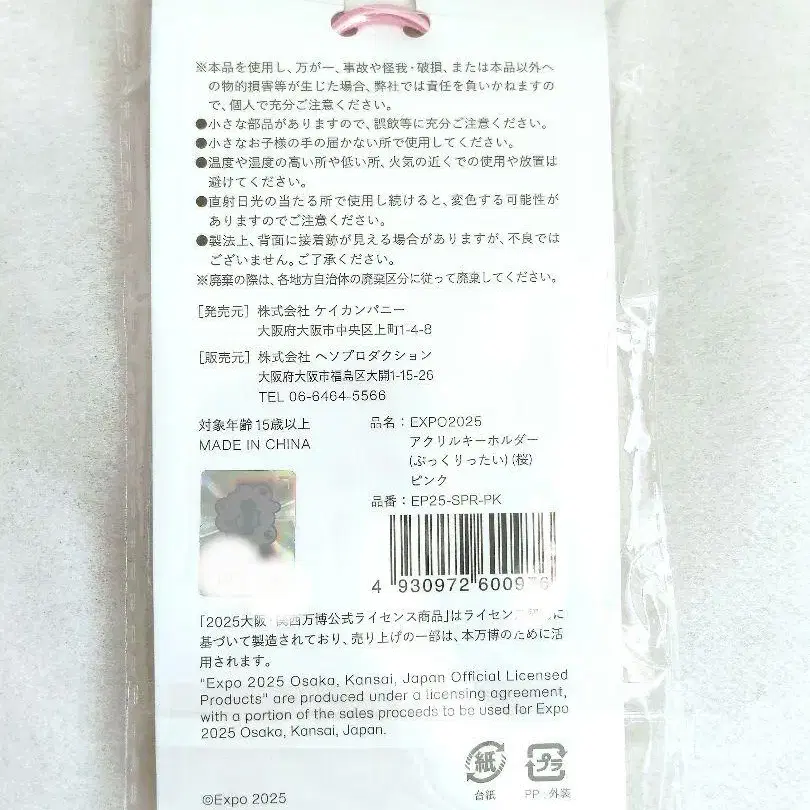 ※本品を使用し、万が一、事故や怪我・破損、または本品以外へ
の物的損害等が生じた場合、弊社では責任を負いかねますの
で、個人で充分ご注意ください。
●小さな部品がありますので、誤飲等に充分ご注意ください。
●小さなお子様の手の届かない所で使用してください。
●温度や湿度の高い所や低い所、火気の近くでの使用や放置は
避けてください。
●直射日光の当たる所で使用し続けると、変色する可能性が
ありますのでご注意ください。
●製法上、背面に接着跡が見える場合がありますが、不良では
ございません。ご了承ください。
※廃棄の際は、各地方自治体の廃棄区分に従って廃棄してください。
[発売元] 株式会社 ケイカンパニー
大阪府大阪市中央区上町1-4-8
[販売元] 株式会社 ヘソプロダクション
大阪府大阪市福島区大開1-15-26
TEL 06-6464-5566
対象年齢15歳以上
MADE IN CHINA
品名:EXPO2025
アクリルキーホルダー
(ぷっくりったい)(桜)
ピンク
品番:EP25-SPR-PK
4 930972 600976
「2025大阪・関西万博公式ライセンス商品」はライセンスに
基づいて製造されており、売り上げの一部は、本万博のために活
用されます。
"Expo 2025 Osaka, Kansai, Japan Official Licensed
Products" are produced under a licensing agreement,
with a portion of the sales proceeds to be used for Expo
2025 Osaka, Kansai, Japan.
紙
台紙
プラ
PP:外装
©Expo 2025